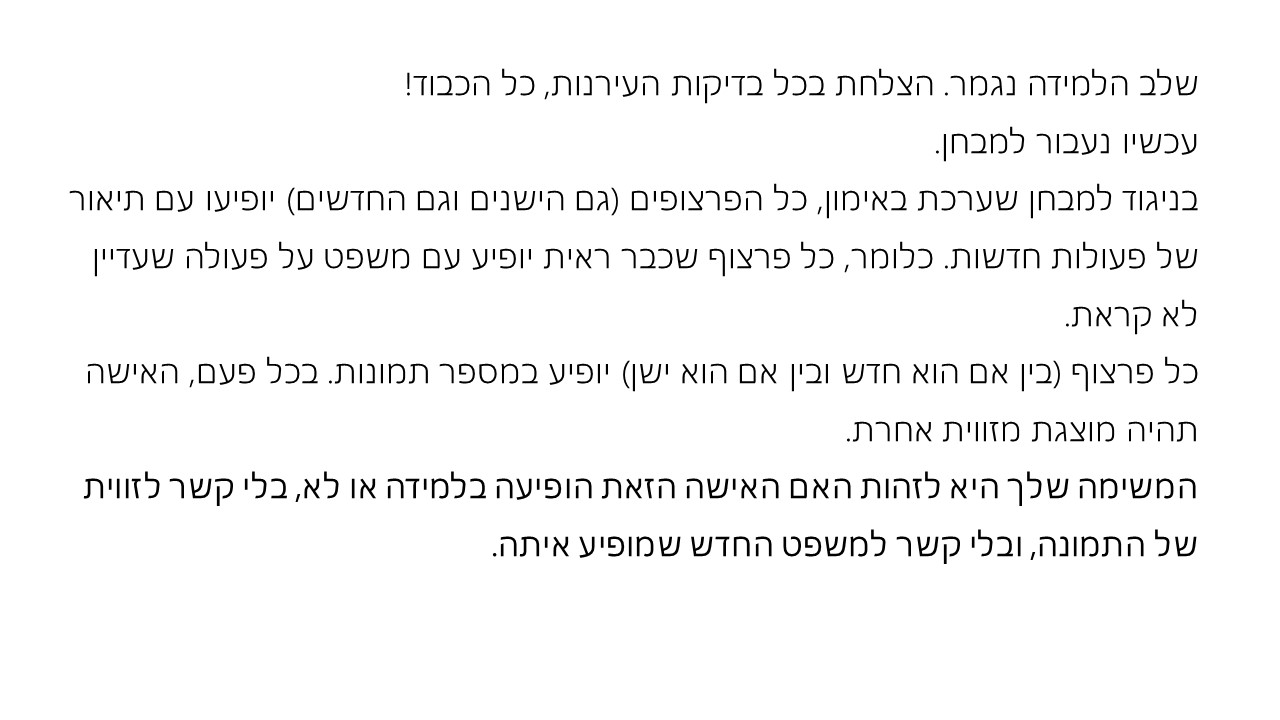 שלב הלמידה נגמר. הצלחת בכל בדיקות העירנות, כל הכבוד!
עכשיו נעבור למבחן.
בניגוד למבחן שערכת באימון, כל הפרצופים (גם הישנים וגם החדשים) יופיעו עם תיאור
של פעולות חדשות. כלומר, כל פרצוף שכבר ראית יופיע עם משפט על פעולה שעדיין
לא קראת.
כל פרצוף (בין אם הוא חדש ובין אם הוא ישן) יופיע במספר תמונות. בכל פעם, האישה
תהיה מוצגת מזווית אחרת.
המשימה שלך היא לזהות האם האישה הזאת הופיעה בלמידה או לא, בלי קשר לזווית
של התמונה, ובלי קשר למשפט החדש שמופיע איתה.